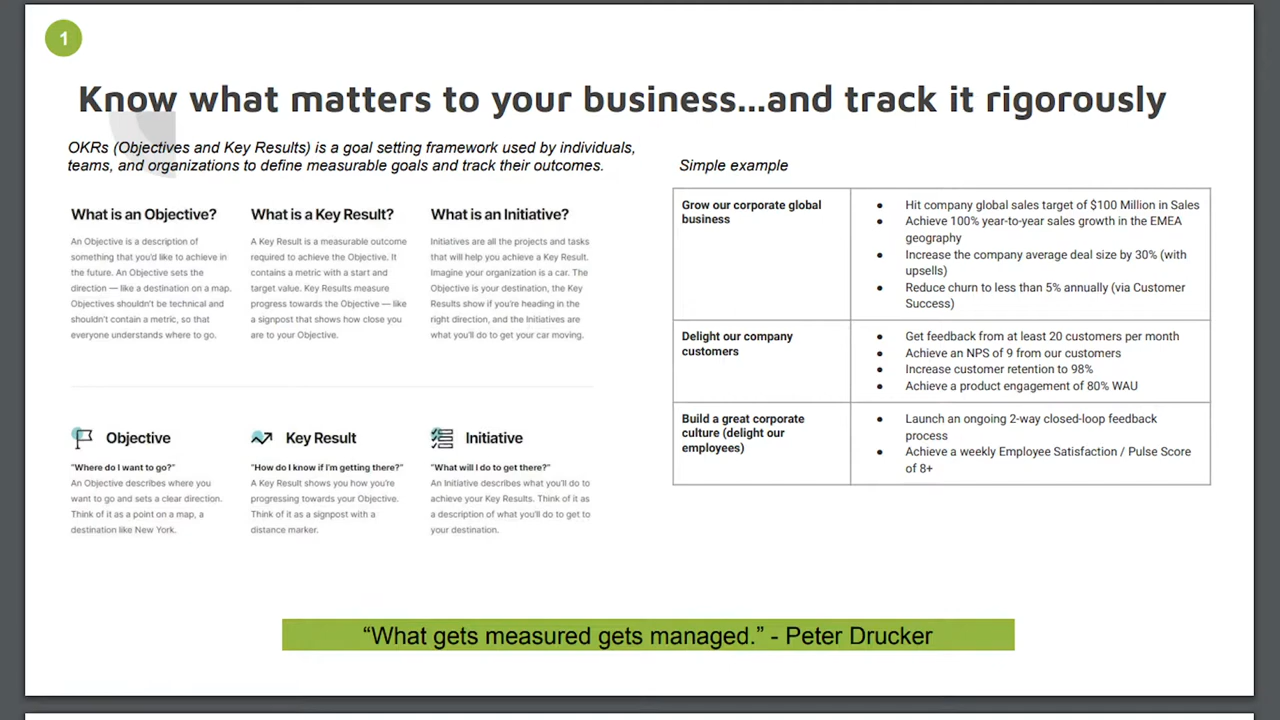 1
Know what matters to your business...and track it rigorously
OKRs (Objectives and Key Results) is a goal setting framework used by individuals,
teams, and organizations to define measurable goals and track their outcomes.
What is an Objective?
An Objective is a description of
something that you'd like to achieve in
the future. An Objective sets the
direction — like a destination on a map.
Objectives shouldn't be technical and
shouldn't contain a metric, so that
everyone understands where to go.
What is a Key Result?
A Key Result is a measurable outcome
required to achieve the Objective. It
contains a metric with a start and
target value. Key Results measure
progress towards the Objective — like
a signpost that shows how close you
are to your Objective.
What is an Initiative?
Initiatives are all the projects and tasks
that will help you achieve a Key Result.
Imagine your organization is a car. The
Objective is your destination, the Key
Results show if you're heading in the
right direction, and the Initiatives are
what you'll do to get your car moving.
Objective
"Where do I want to go?"
An Objective describes where you
want to go and sets a clear direction.
Think of it as a point on a map, a
destination like New York.
Key Result
"How do I know if I'm getting there?"
A Key Result shows you how you're
progressing towards your Objective.
Think of it as a signpost with a
distance marker.
Initiative
"What will I do to get there?"
An Initiative describes what you'll do to
achieve your Key Results. Think of it as
a description of what you'll do to get to
your destination.
Simple example
Grow our corporate global
business
● Hit company global sales target of $100 Million in Sales
● Achieve 100% year-to-year sales growth in the EMEA
geography
● Increase the company average deal size by 30% (with
upsells)
● Reduce churn to less than 5% annually (via Customer
Success)
Delight our company
customers
● Get feedback from at least 20 customers per month
● Achieve an NPS of 9 from our customers
● Increase customer retention to 98%
● Achieve a product engagement of 80% WAU
Build a great corporate
culture (delight our
employees)
● Launch an ongoing 2-way closed-loop feedback
process
● Achieve a weekly Employee Satisfaction / Pulse Score
of 8+
“What gets measured gets managed.” - Peter Drucker